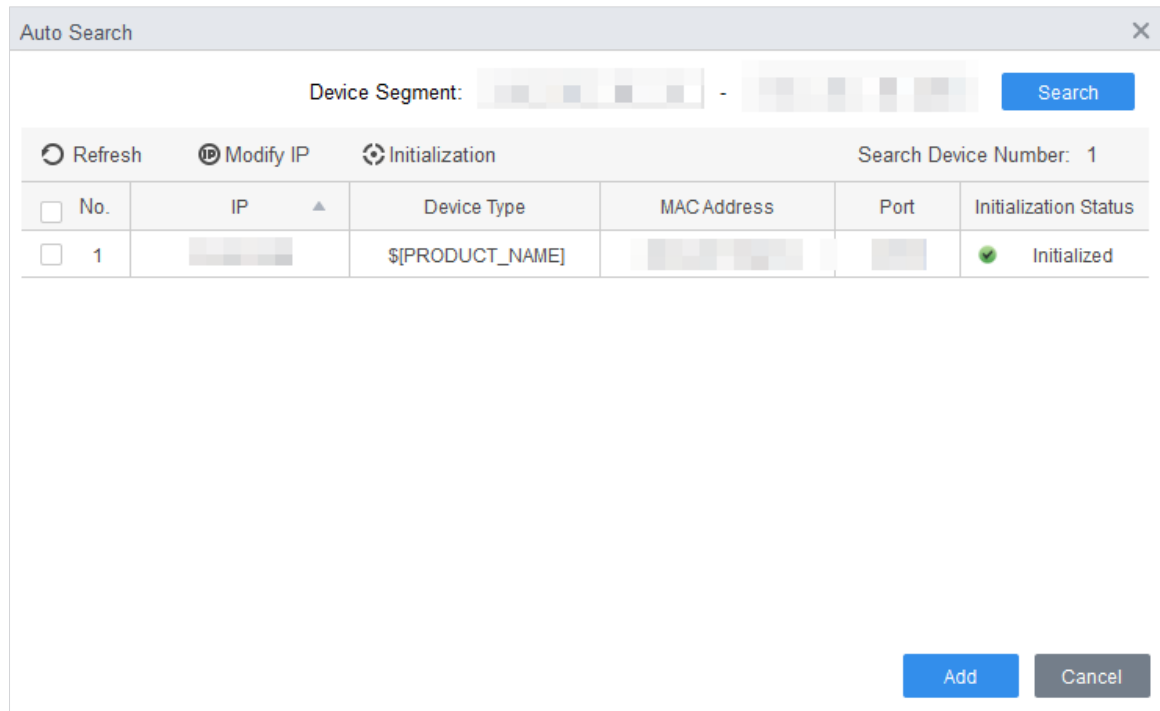 Auto Search
Device Segment: - Search
Refresh Modify IP Initialization Search Device Number: 1
No. IP Device Type MAC Address Port Initialization Status
1 $[PRODUCT_NAME] Initialized
Add Cancel